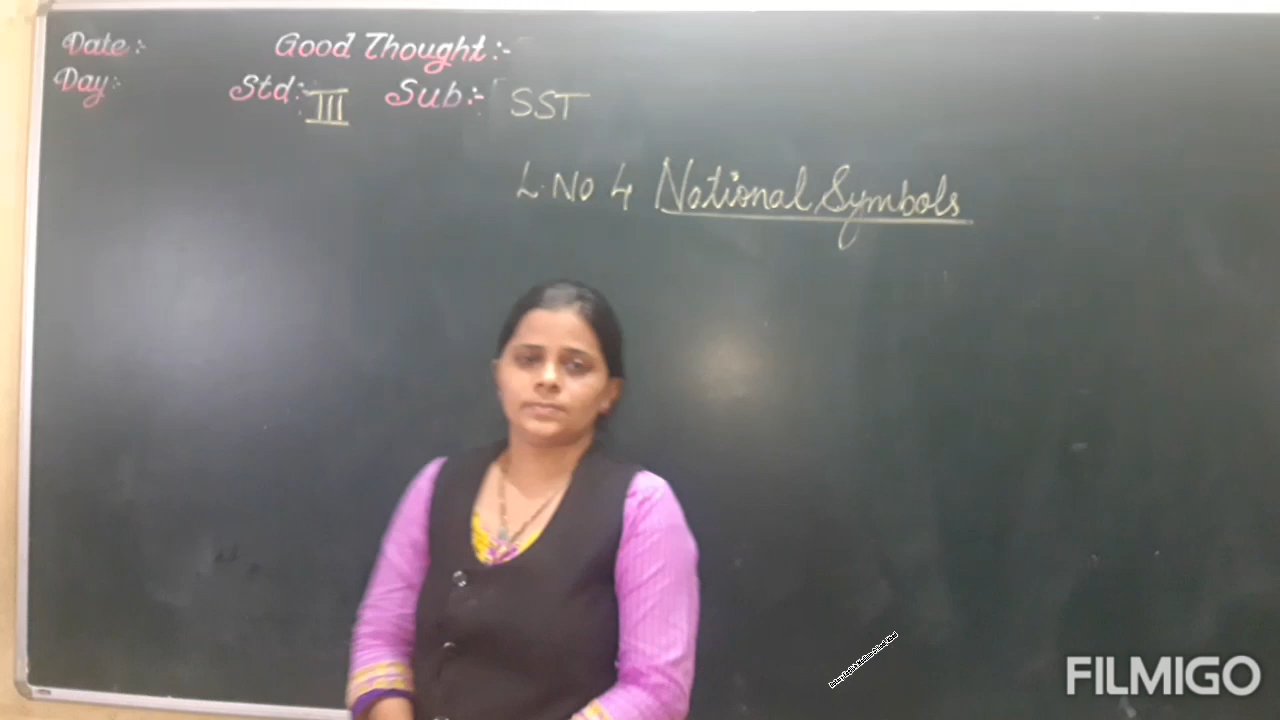 Date:-
Good Thought:-
Day:-
Std:- III Sub:- SST
L.No 4 National Symbols
FILMIGO